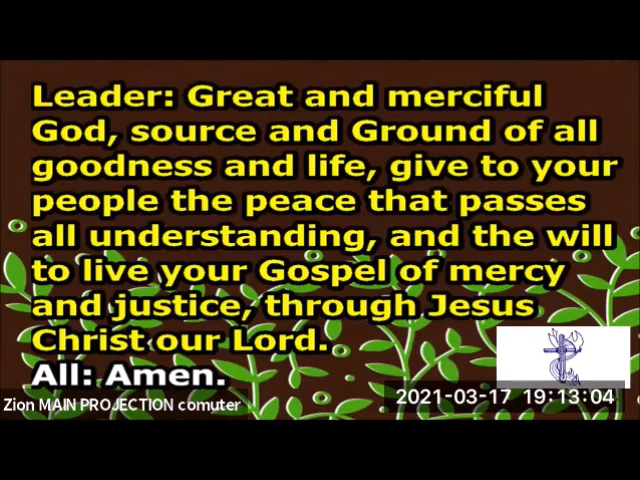 Leader: Great and merciful
God, source and Ground of all
goodness and life, give to your
people the peace that passes
all understanding, and the will
to live your Gospel of mercy
and justice, through Jesus
Christ our Lord.
All: Amen.
Zion MAIN PROJECTION comuter
2021-03-17 19:13:04